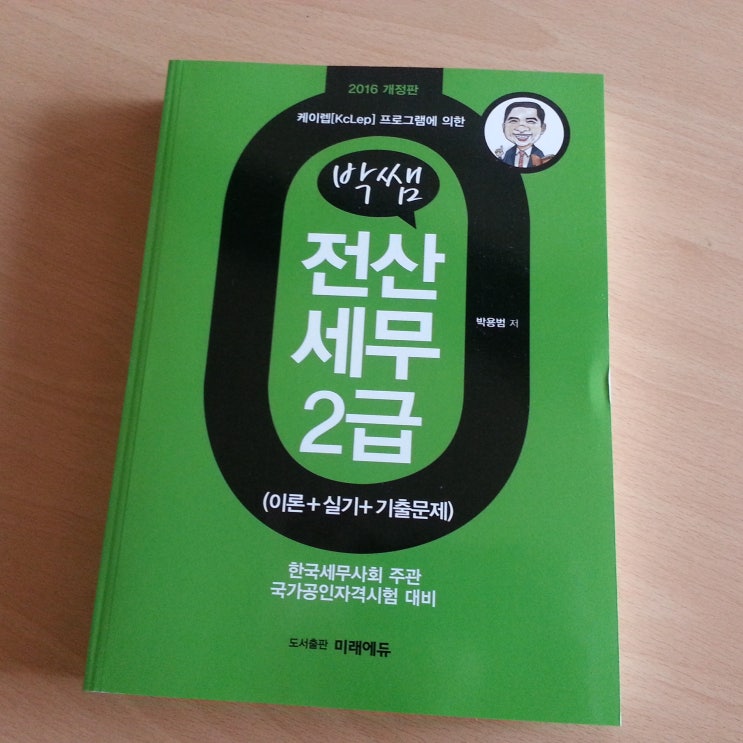 2016 개정판
케이렙[KcLep] 프로그램에 의한
박쌤
전산
세무
2급
박용범 저
(이론+실기+기출문제)
한국세무사회 주관
국가공인자격시험 대비
도서출판 미래에듀